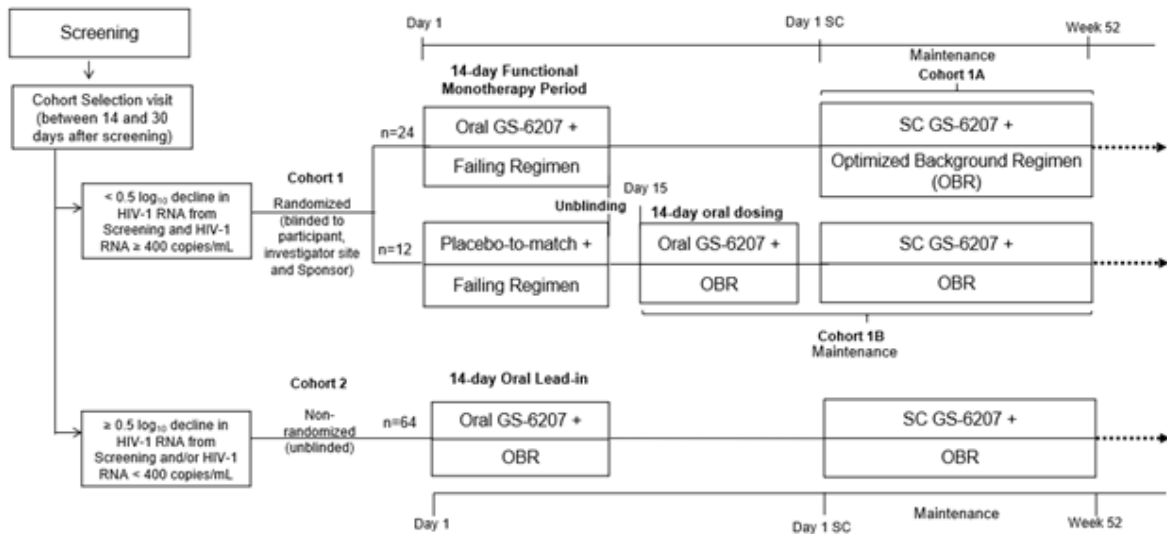 Screening
Cohort Selection visit
(between 14 and 30
days after screening)
Day 1
Day 1 SC
Week 52
Maintenance
14-day Functional
Monotherapy Period
Cohort 1A
n=24
Oral GS-6207 +
Failing Regimen
SC GS-6207 +
Optimized Background Regimen
(OBR)
< 0.5 log₁₀ decline in
HIV-1 RNA from
Screening and HIV-1
RNA ≥ 400 copies/mL
Cohort 1
Randomized
(blinded to
participant,
investigator site
and Sponsor)
Unblinding
Day 15
14-day oral dosing
n=12
Placebo-to-match +
Failing Regimen
Oral GS-6207 +
OBR
SC GS-6207 +
OBR
Cohort 1B
Maintenance
≥ 0.5 log₁₀ decline in
HIV-1 RNA from
Screening and/or HIV-1
RNA < 400 copies/mL
Cohort 2
Non-
randomized
(unblinded)
14-day Oral Lead-in
n=64
Oral GS-6207 +
OBR
SC GS-6207 +
OBR
Day 1
Day 1 SC
Maintenance
Week 52